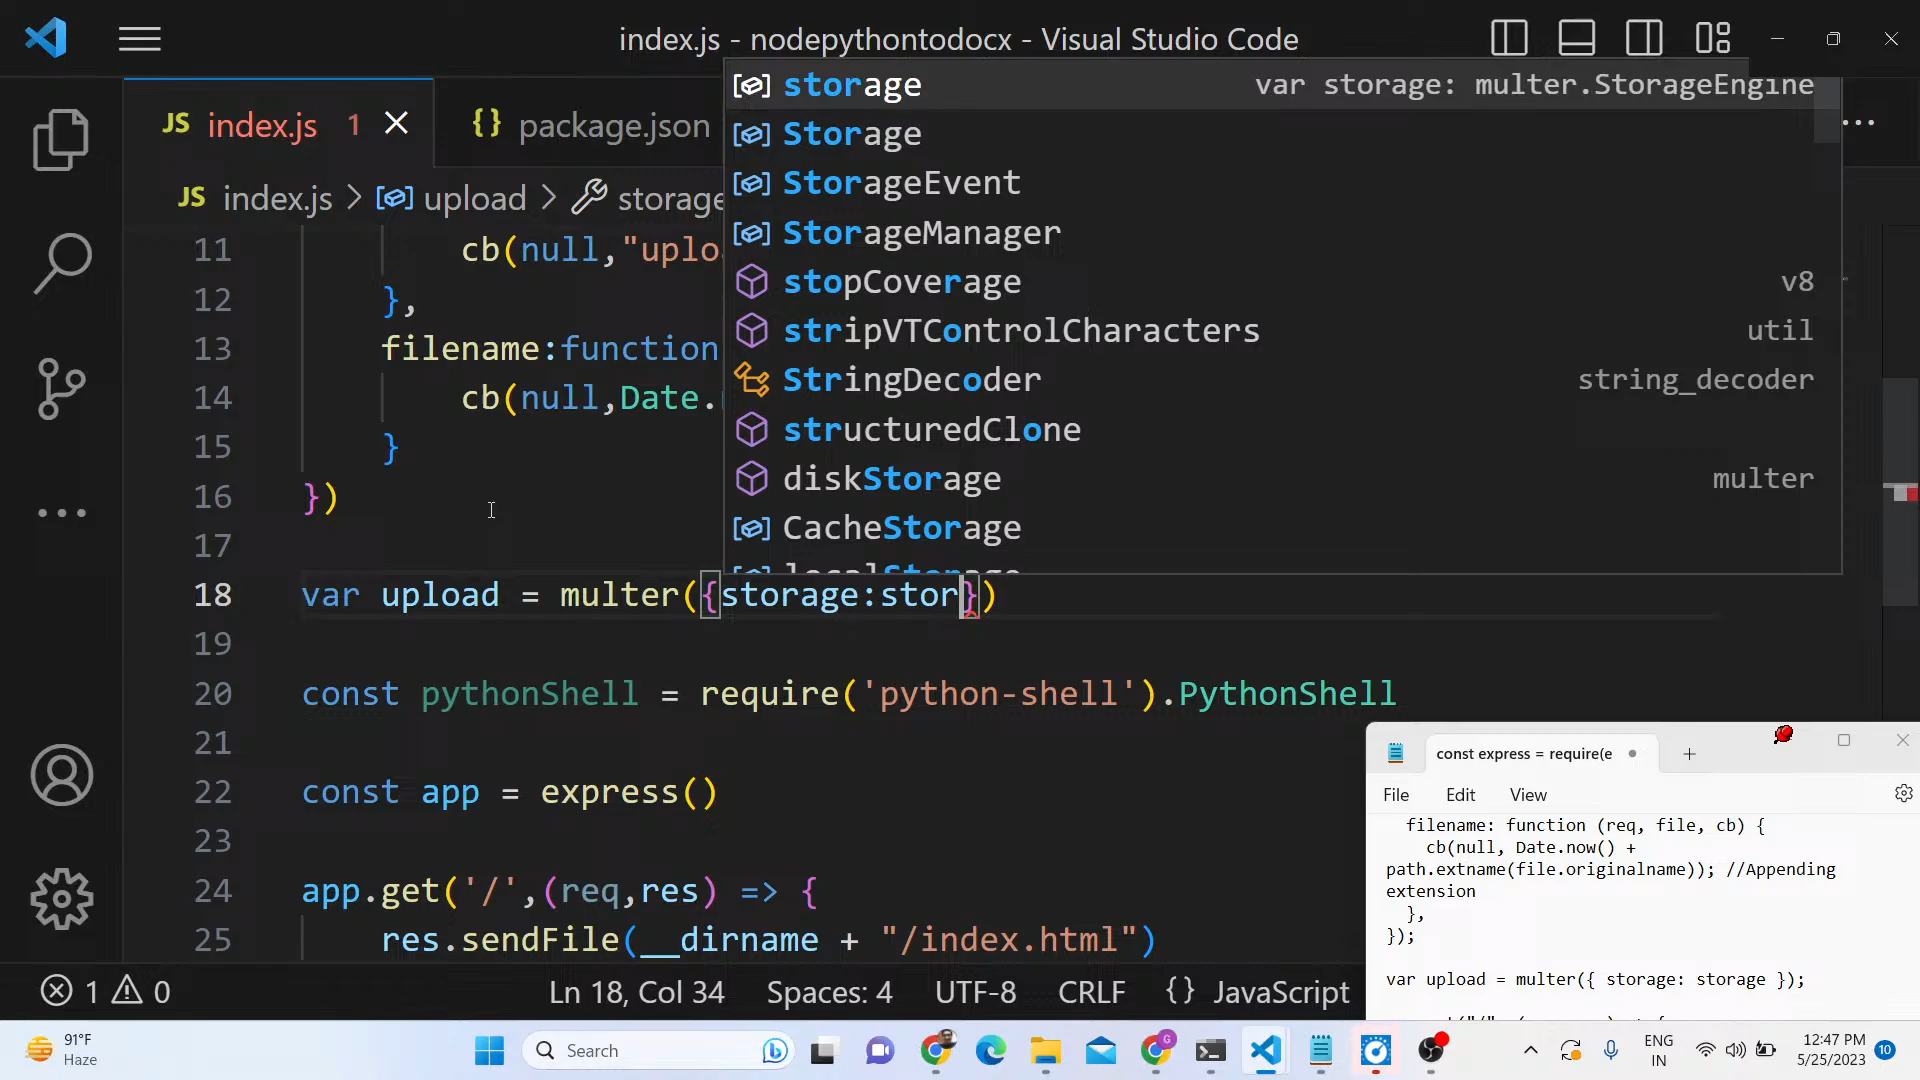 index.js - nodepythontodocx - Visual Studio Code
JS index.js 1
{} package.json
JS index.js > upload > storage
storage var storage: multer.StorageEngine
Storage
StorageEvent
StorageManager
stopCoverage v8
stripVTControlCharacters util
StringDecoder string_decoder
structuredClone
diskStorage multer
CacheStorage
localStorage
11 cb(null,"uplo
12 },
13 filename:function
14 cb(null,Date.
15 }
16 })
17
18 var upload = multer({storage:stor})
19
20 const pythonShell = require('python-shell').PythonShell
21
22 const app = express()
23
24 app.get('/',(req,res) => {
25 res.sendFile(__dirname + "/index.html")
const express = require(e
File Edit View
filename: function (req, file, cb) {
cb(null, Date.now() +
path.extname(file.originalname)); //Appending
extension
},
});
var upload = multer({ storage: storage });
1 0 Ln 18, Col 34 Spaces: 4 UTF-8 CRLF {} JavaScript
91°F
Haze
Search
ENG
IN
12:47 PM
5/25/2023
10